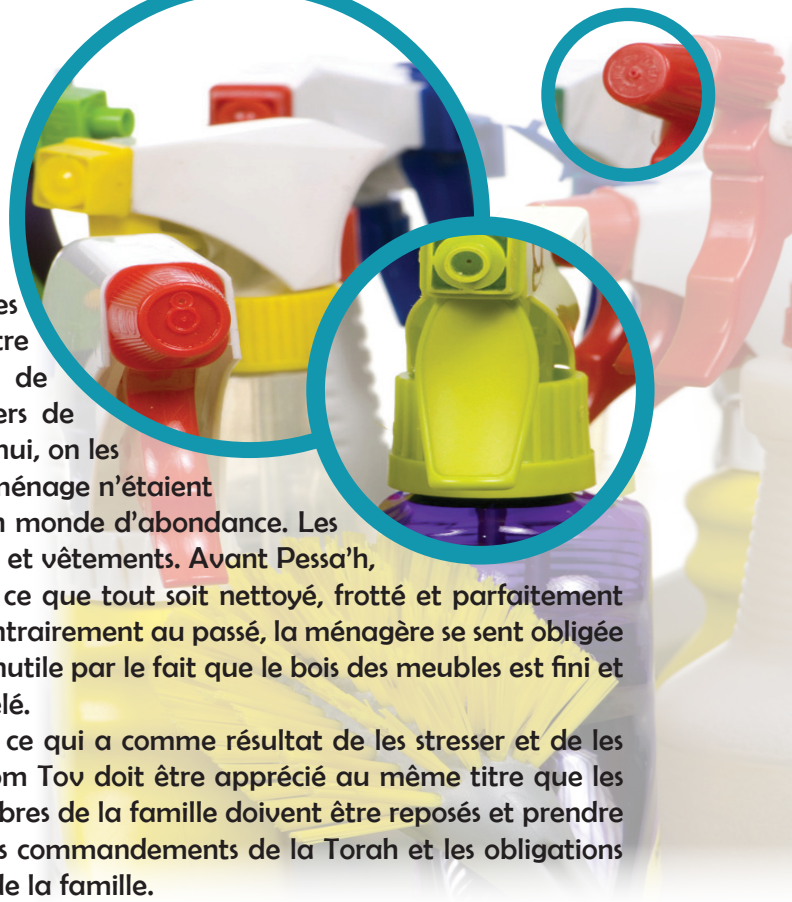 es
tre
de
ers de
hui, on les
ménage n'étaient
n monde d'abondance. Les
et vêtements. Avant Pessa'h,
ce que tout soit nettoyé, frotté et parfaitement
ntrairement au passé, la ménagère se sent obligée
nutile par le fait que le bois des meubles est fini et
elé.
ce qui a comme résultat de les stresser et de les
om Tov doit être apprécié au même titre que les
bres de la famille doivent être reposés et prendre
s commandements de la Torah et les obligations
de la famille.